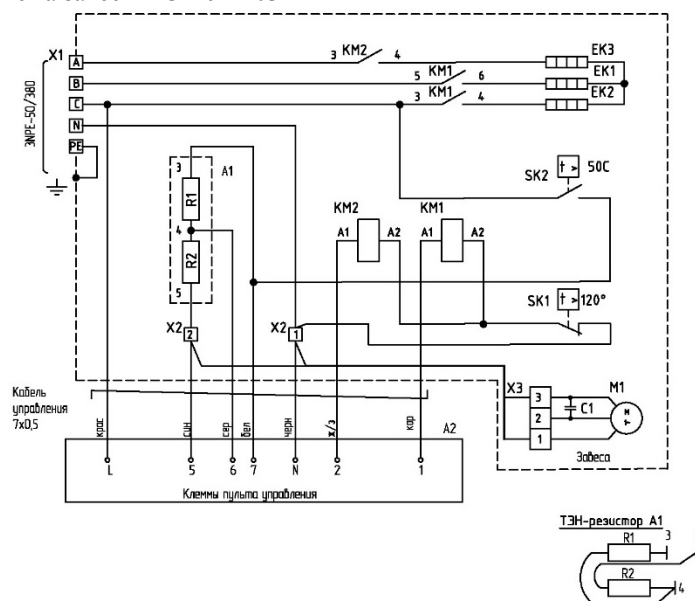 X1
A
B
C
N
PE
3NPE-50/380
3 KM2 4
5 KM1 6
3 KM1 4
EK3
EK1
EK2
SK2
t > 50C
3
A1
R1
4
R2
5
KM2
A1 A2
KM1
A1 A2
SK1
t > 120°
X2
2
X2
1
X3
3
2
1
C1
M1
M
Завеса
Кабель
управления
7x0,5
крас
син
сер
бел
черн
ж/з
кор
A2
L 5 6 7 N 2 1
Клеммы пульта управления
ТЭН-резистор А1
R1
3
R2
4